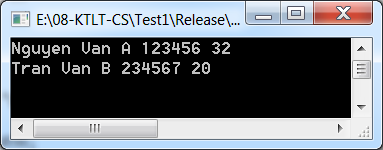 E:\08-KTLT-CS\Test1\Release\...
Nguyen Van A 123456 32
Tran Van B 234567 20